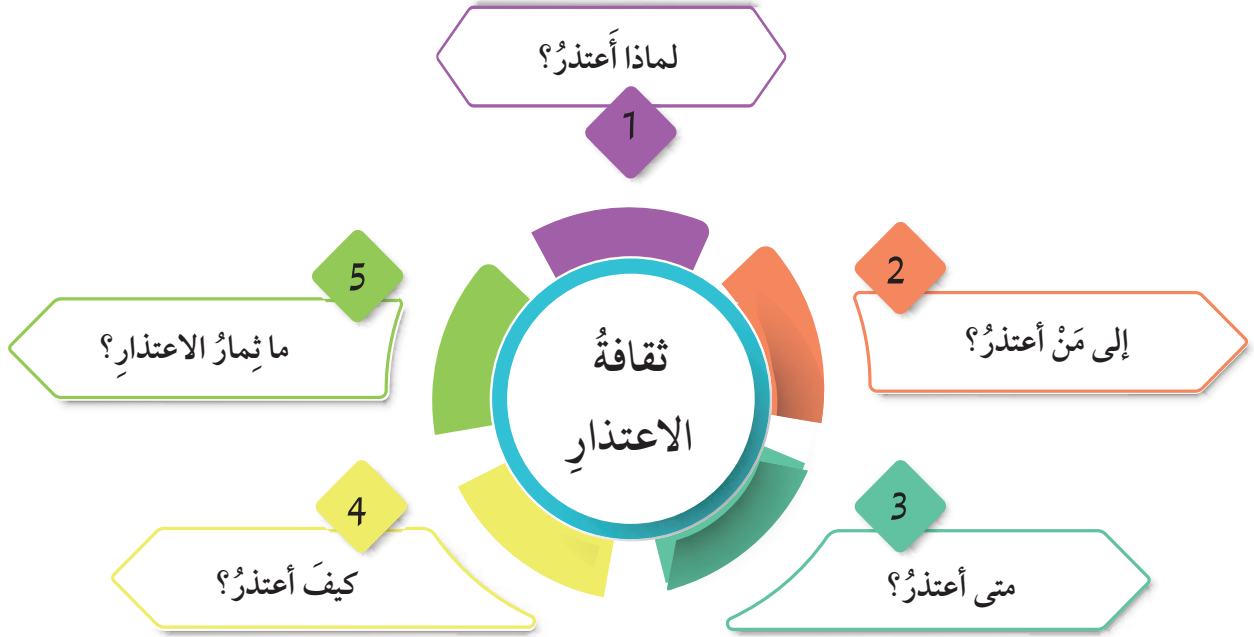 لماذا أَعتذرُ؟
1
ثقافةُ
الاعتذارِ
2
إلى مَنْ أعتذرُ؟
3
متى أعتذرُ؟
4
كيفَ أعتذرُ؟
5
ما ثِمارُ الاعتذارِ؟